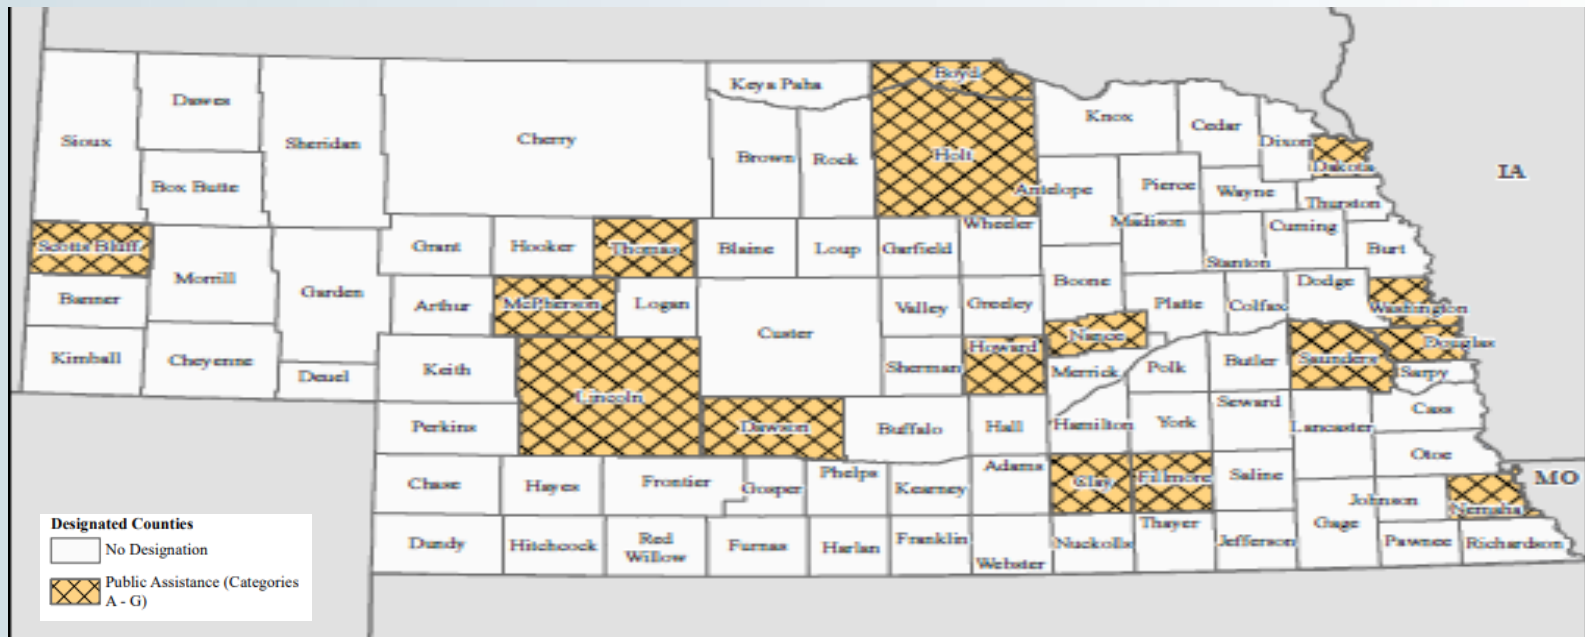 Boyd
Keya Paha
Dawes
Knox
Cedar
Sioux
Sheridan
Cherry
Dixon
Brown
Rock
Holt
Dakota
IA
Box Butte
Antelope
Pierce
Wayne
Thurston
Wheeler
Madison
Cuming
Scotts Bluff
Grant
Hooker
Thomas
Blaine
Loup
Garfield
Burt
Stanton
Morrill
Garden
Boone
Dodge
Banner
Arthur
McPherson
Logan
Valley
Greeley
Platte
Colfax
Washington
Custer
Nance
Howard
Douglas
Kimball
Cheyenne
Deuel
Keith
Sherman
Merrick
Polk
Butler
Saunders
Sarpy
Lincoln
Seward
Cass
Perkins
Dawson
Buffalo
Hall
Hamilton
York
Lancaster
Otoe
Adams
Chase
Hayes
Frontier
Gosper
Phelps
Kearney
Clay
Fillmore
Saline
MO
Johnson
Nemaha
Gage
Dundy
Hitchcock
Red
Willow
Furnas
Harlan
Franklin
Webster
Nuckolls
Thayer
Jefferson
Pawnee
Richardson
Designated Counties
No Designation
Public Assistance (Categories
A - G)